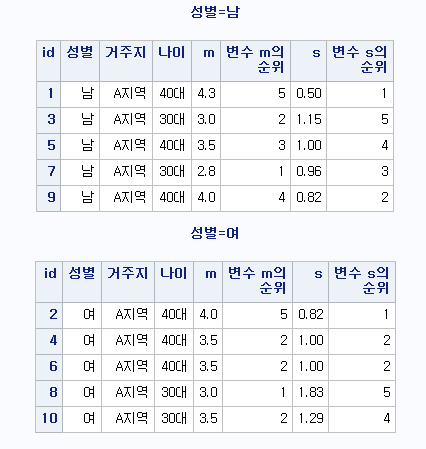 성별=남
id 성별 거주지 나이 m 변수 m의 순위 s 변수 s의 순위
1 남 A지역 40대 4.3 5 0.50 1
3 남 A지역 30대 3.0 2 1.15 5
5 남 A지역 40대 3.5 3 1.00 4
7 남 A지역 30대 2.8 1 0.96 3
9 남 A지역 40대 4.0 4 0.82 2
성별=여
id 성별 거주지 나이 m 변수 m의 순위 s 변수 s의 순위
2 여 A지역 40대 4.0 5 0.82 1
4 여 A지역 40대 3.5 2 1.00 2
6 여 A지역 40대 3.5 2 1.00 2
8 여 A지역 30대 3.0 1 1.83 5
10 여 A지역 30대 3.5 2 1.29 4